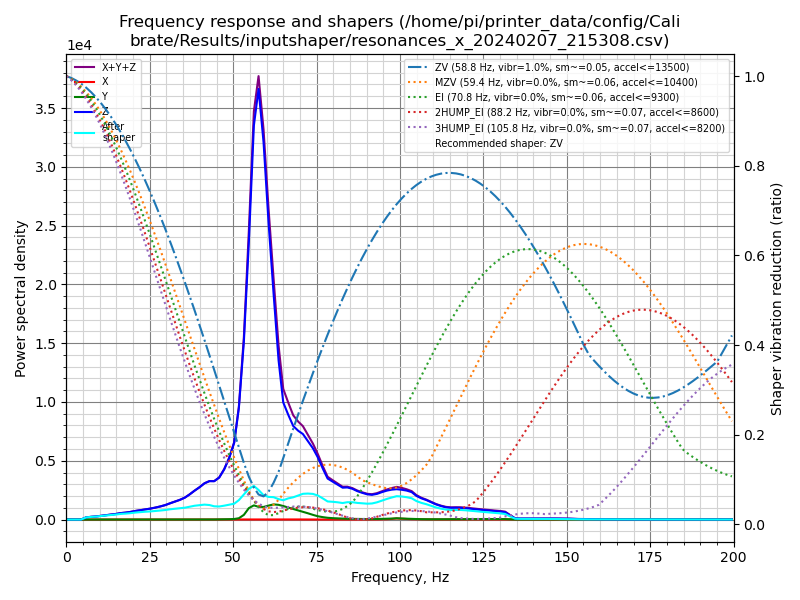 Frequency response and shapers (/home/pi/printer_data/config/Cali
brate/Results/inputshaper/resonances_x_20240207_215308.csv)
1e4
X+Y+Z
X
Y
Z
After
shaper
ZV (58.8 Hz, vibr=1.0%, sm~=0.05, accel<=13500)
MZV (59.4 Hz, vibr=0.0%, sm~=0.06, accel<=10400)
EI (70.8 Hz, vibr=0.0%, sm~=0.06, accel<=9300)
2HUMP_EI (88.2 Hz, vibr=0.0%, sm~=0.07, accel<=8600)
3HUMP_EI (105.8 Hz, vibr=0.0%, sm~=0.07, accel<=8200)
Recommended shaper: ZV
Power spectral density
3.5
3.0
2.5
2.0
1.5
1.0
0.5
0.0
0
25
50
75
100
125
150
175
200
Frequency, Hz
1.0
0.8
0.6
0.4
0.2
0.0
Shaper vibration reduction (ratio)